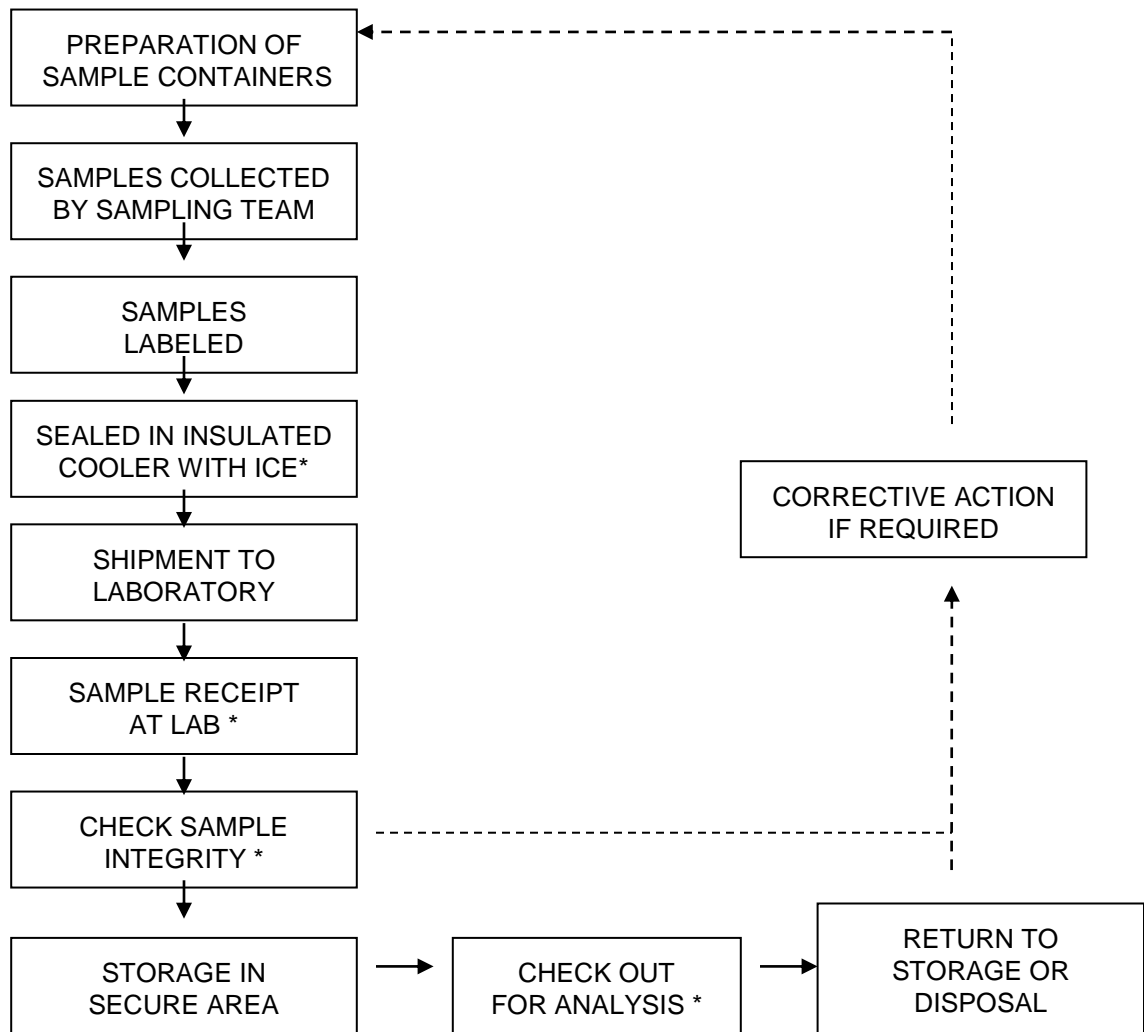 PREPARATION OF
SAMPLE CONTAINERS
SAMPLES COLLECTED
BY SAMPLING TEAM
SAMPLES
LABELED
SEALED IN INSULATED
COOLER WITH ICE*
CORRECTIVE ACTION
IF REQUIRED
SHIPMENT TO
LABORATORY
SAMPLE RECEIPT
AT LAB *
CHECK SAMPLE
INTEGRITY *
STORAGE IN
SECURE AREA
CHECK OUT
FOR ANALYSIS *
RETURN TO
STORAGE OR
DISPOSAL